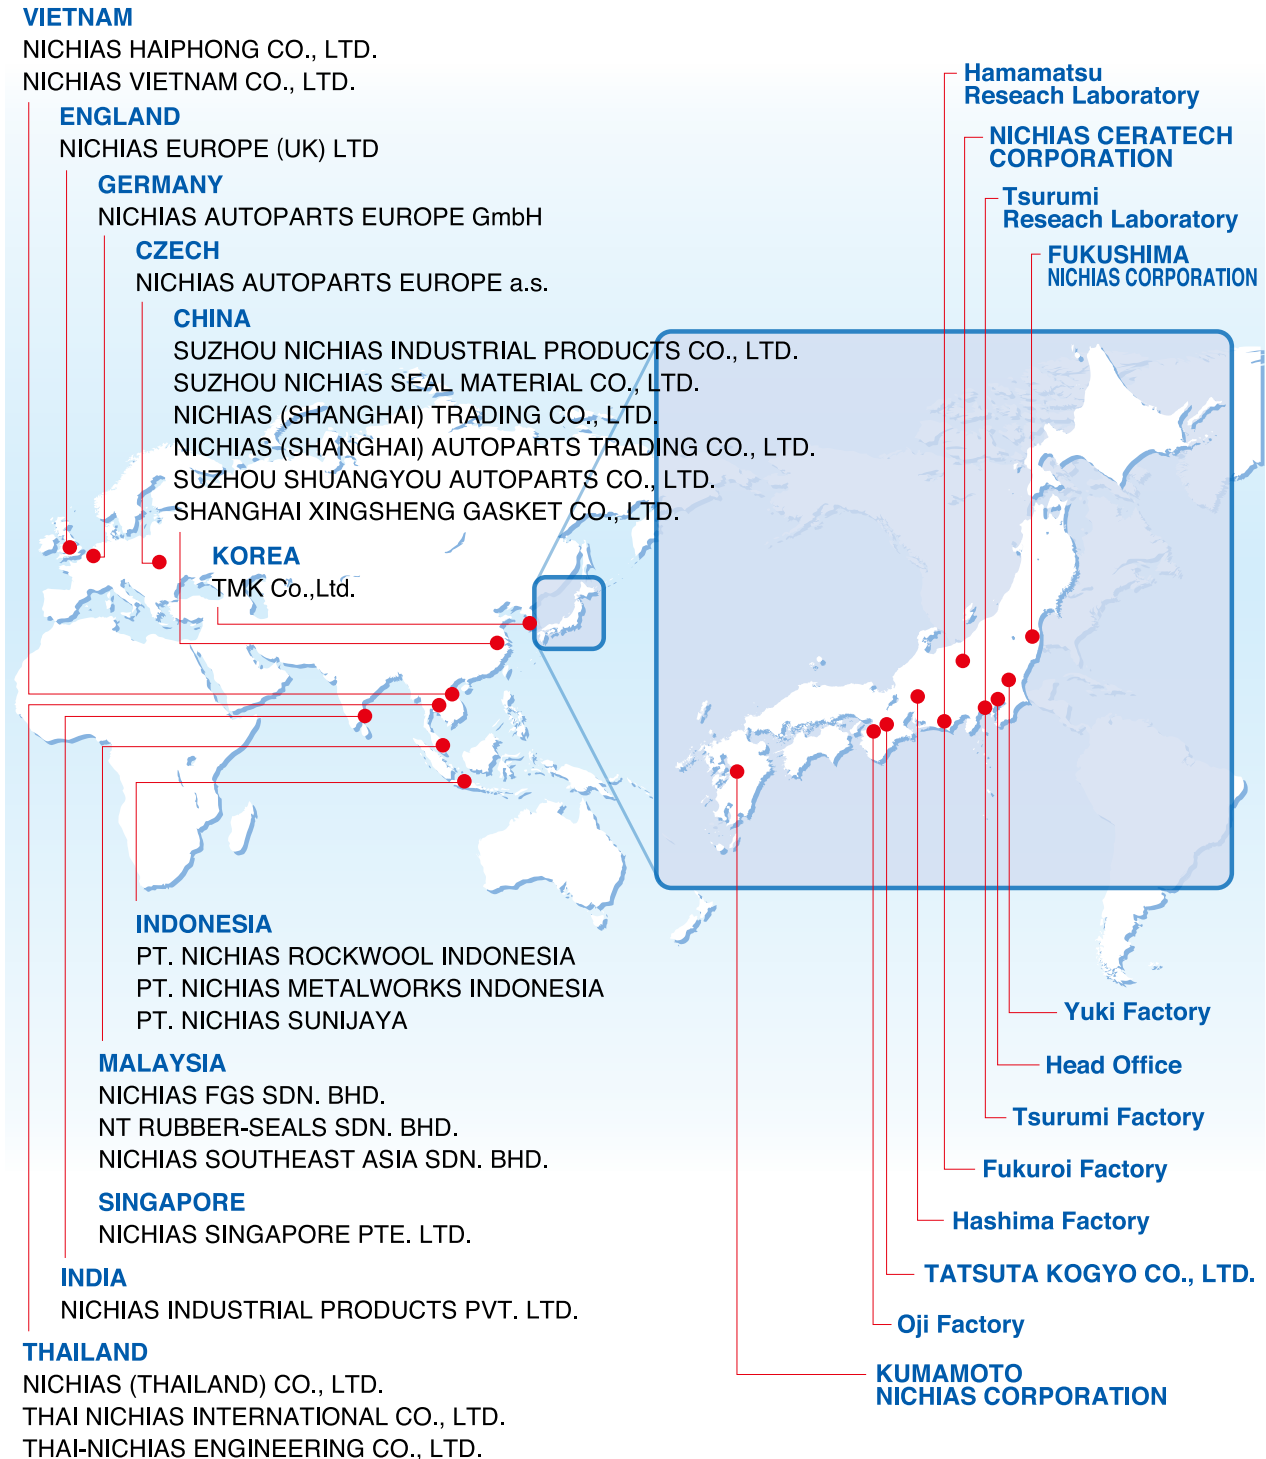 VIETNAM
NICHIAS HAIPHONG CO., LTD.
NICHIAS VIETNAM CO., LTD.
ENGLAND
NICHIAS EUROPE (UK) LTD
GERMANY
NICHIAS AUTOPARTS EUROPE GmbH
CZECH
NICHIAS AUTOPARTS EUROPE a.s.
CHINA
SUZHOU NICHIAS INDUSTRIAL PRODUCTS CO., LTD.
SUZHOU NICHIAS SEAL MATERIAL CO., LTD.
NICHIAS (SHANGHAI) TRADING CO., LTD.
NICHIAS (SHANGHAI) AUTOPARTS TRADING CO., LTD.
SUZHOU SHUANGYOU AUTOPARTS CO., LTD.
SHANGHAI XINGSHENG GASKET CO., LTD.
KOREA
TMK Co.,Ltd.
INDONESIA
PT. NICHIAS ROCKWOOL INDONESIA
PT. NICHIAS METALWORKS INDONESIA
PT. NICHIAS SUNIJAYA
MALAYSIA
NICHIAS FGS SDN. BHD.
NT RUBBER-SEALS SDN. BHD.
NICHIAS SOUTHEAST ASIA SDN. BHD.
SINGAPORE
NICHIAS SINGAPORE PTE. LTD.
INDIA
NICHIAS INDUSTRIAL PRODUCTS PVT. LTD.
THAILAND
NICHIAS (THAILAND) CO., LTD.
THAI NICHIAS INTERNATIONAL CO., LTD.
THAI-NICHIAS ENGINEERING CO., LTD.
Hamamatsu
Reseach Laboratory
NICHIAS CERATECH
CORPORATION
Tsurumi
Reseach Laboratory
FUKUSHIMA
NICHIAS CORPORATION
Yuki Factory
Head Office
Tsurumi Factory
Fukuroi Factory
Hashima Factory
TATSUTA KOGYO CO., LTD.
Oji Factory
KUMAMOTO
NICHIAS CORPORATION